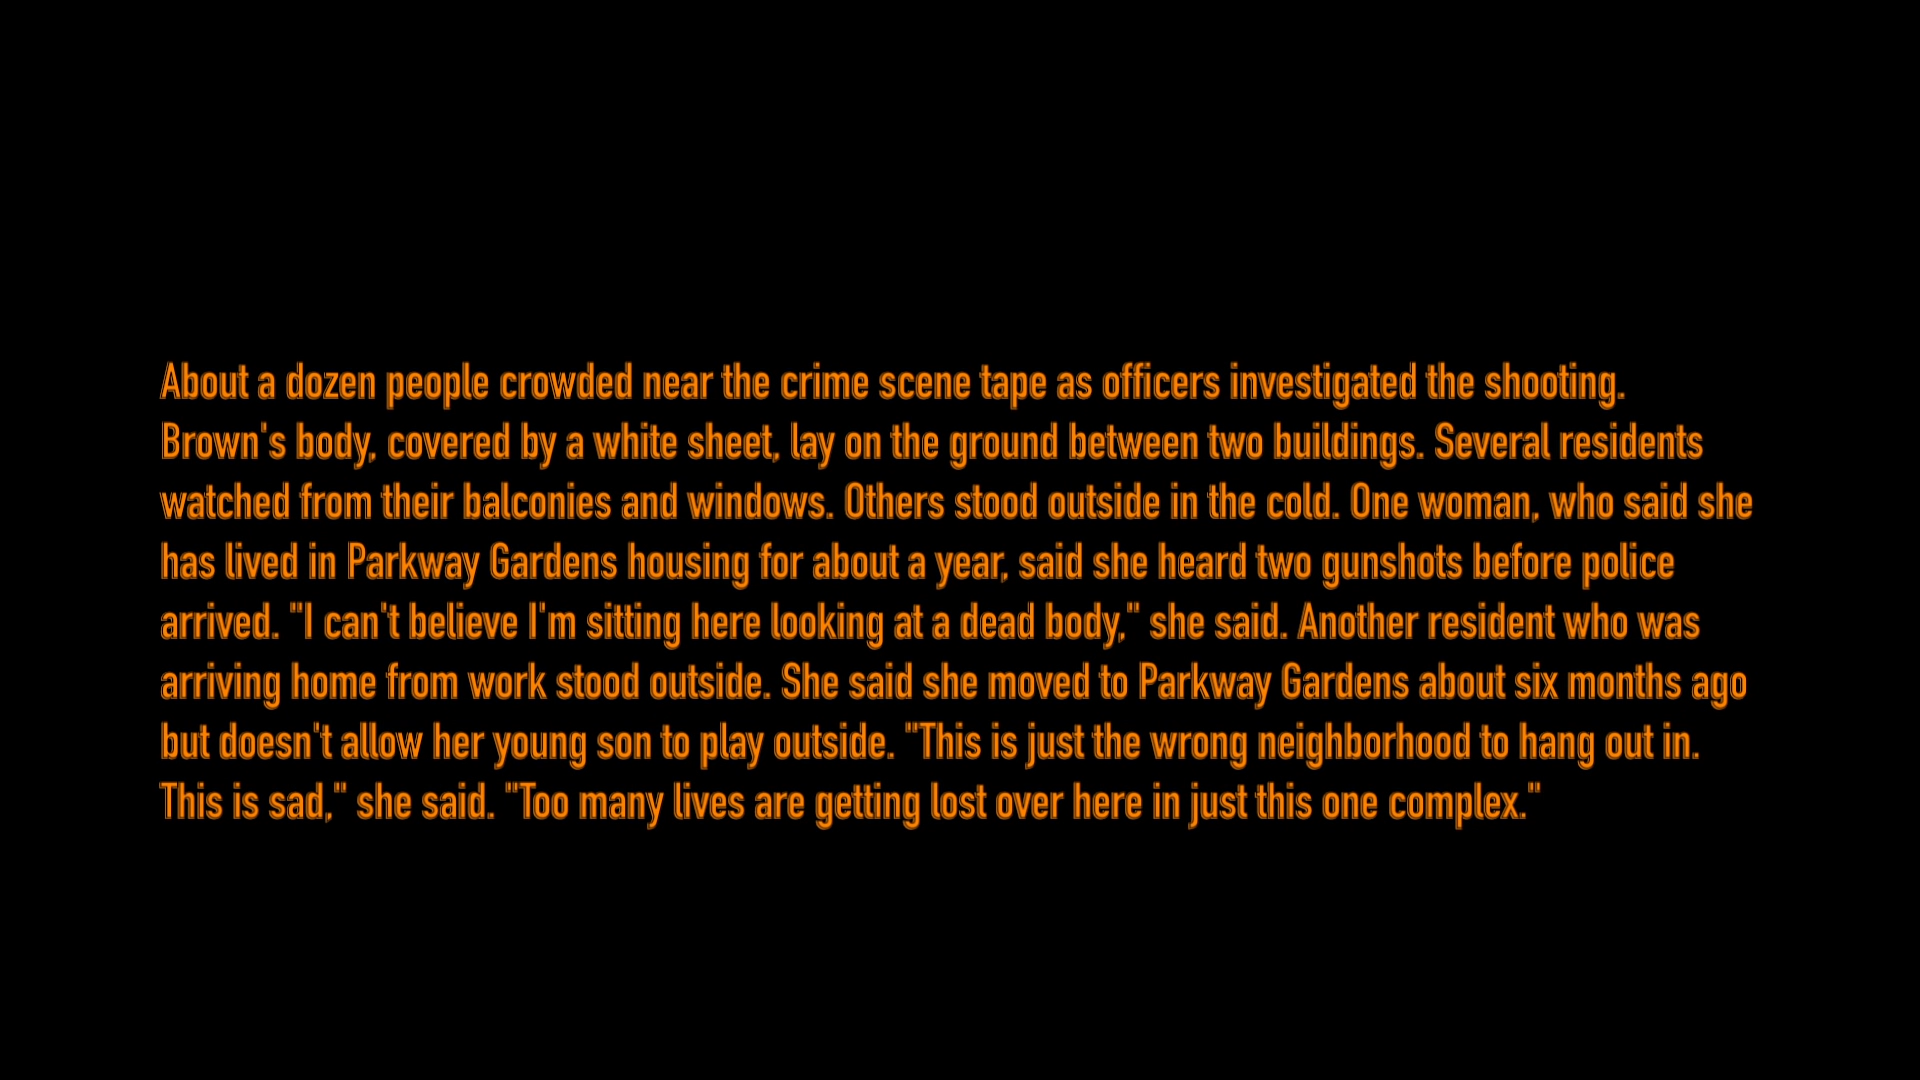 About a dozen people crowded near the crime scene tape as officers investigated the shooting.
Brown's body, covered by a white sheet, lay on the ground between two buildings. Several residents
watched from their balconies and windows. Others stood outside in the cold. One woman, who said she
has lived in Parkway Gardens housing for about a year, said she heard two gunshots before police
arrived. "I can't believe I'm sitting here looking at a dead body," she said. Another resident who was
arriving home from work stood outside. She said she moved to Parkway Gardens about six months ago
but doesn't allow her young son to play outside. "This is just the wrong neighborhood to hang out in.
This is sad," she said. "Too many lives are getting lost over here in just this one complex."